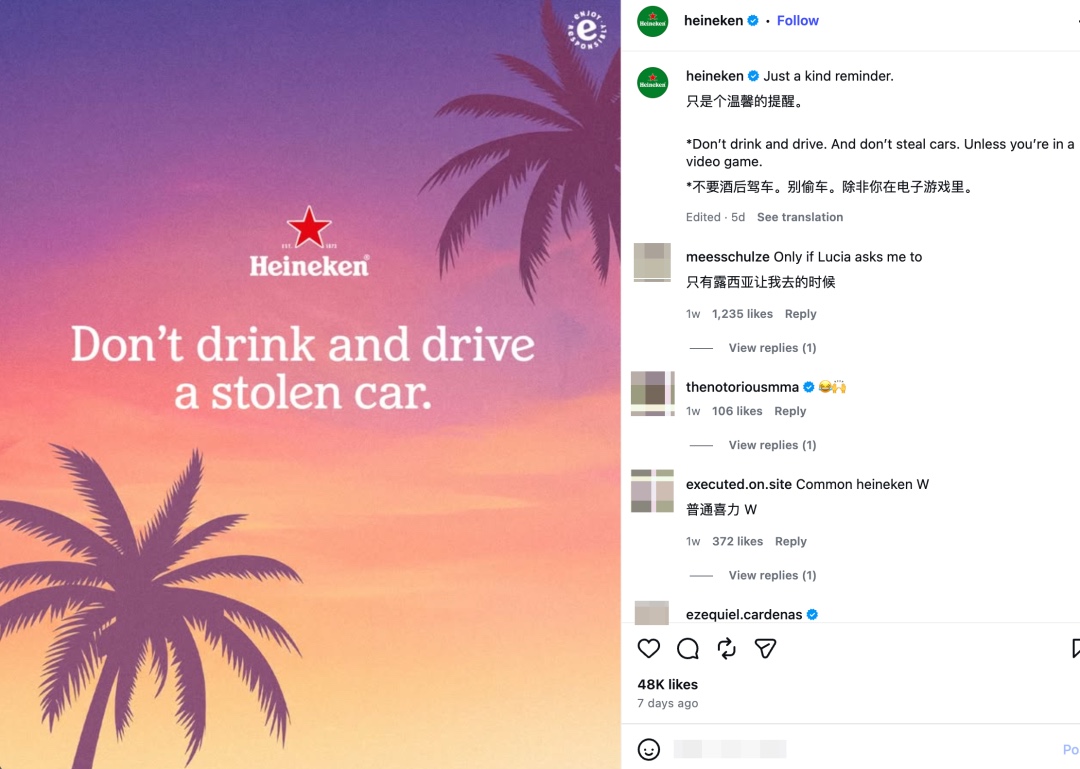 ENJOY RESPONSIBLY
e
EST. 1873
Heineken®
Don’t drink and drive
a stolen car.
Heineken
heineken • Follow
Heineken
heineken Just a kind reminder.
只是个温馨的提醒。
*Don’t drink and drive. And don’t steal cars. Unless you’re in a
video game.
*不要酒后驾车。别偷车。除非你在电子游戏里。
Edited · 5d See translation
meesschulze Only if Lucia asks me to
只有露西亚让我去的时候
1w 1,235 likes Reply
View replies (1)
thenotoriousmma 😂🙌
1w 106 likes Reply
View replies (1)
executed.on.site Common heineken W
普通喜力 W
1w 372 likes Reply
View replies (1)
ezequiel.cardenas
48K likes
7 days ago